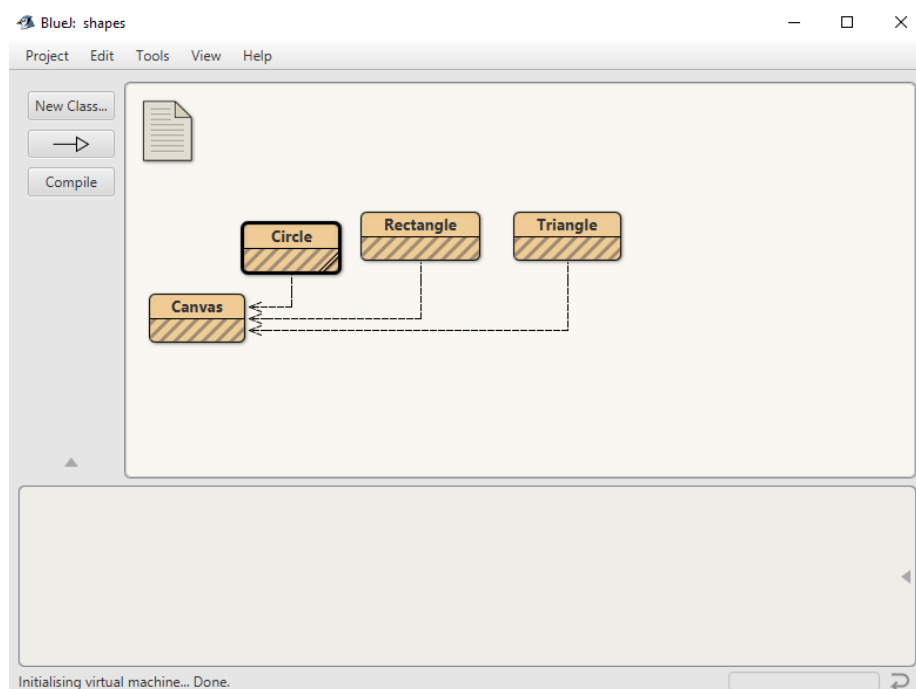 BlueJ: shapes
Project Edit Tools View Help
New Class...
Compile
Circle
Rectangle
Triangle
Canvas
Initialising virtual machine... Done.